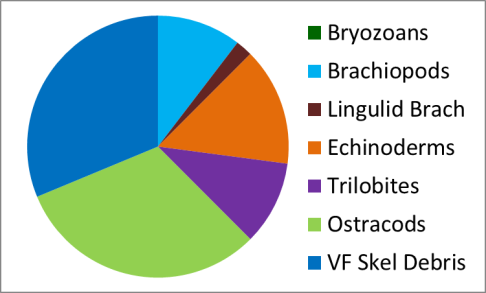 Bryozoans
Brachiopods
Lingulid Brach
Echinoderms
Trilobites
Ostracods
VF Skel Debris